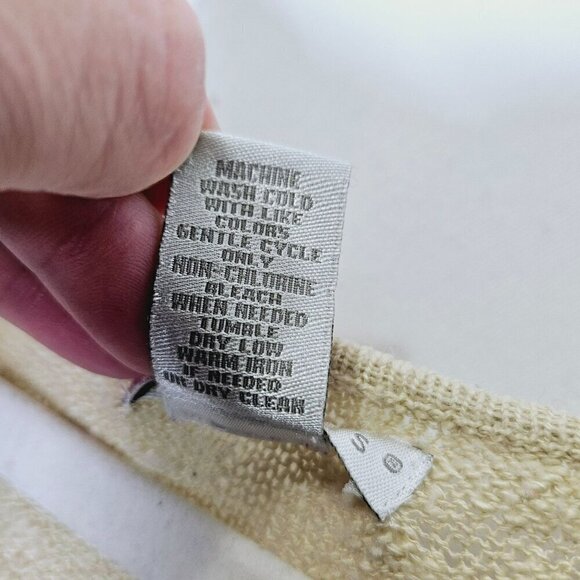 MACHINE
WASH COLD
WITH LIKE
COLORS
GENTLE CYCLE
ONLY
NON-CHLORINE
BLEACH
WHEN NEEDED
TUMBLE
DRY LOW
WARM IRON
IF NEEDED
OR DRY CLEAN
S